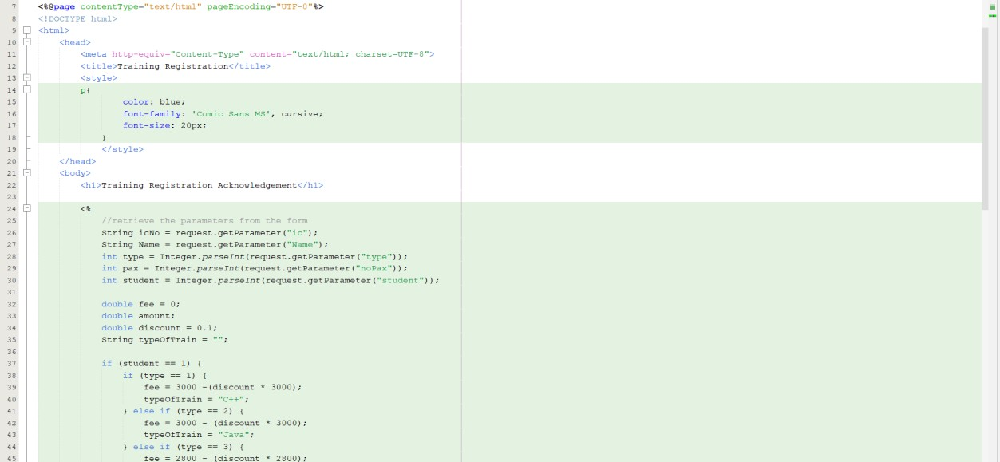 7 <%@page contentType="text/html" pageEncoding="UTF-8"%>
8 <!DOCTYPE html>
9 <html>
10 <head>
11 <meta http-equiv="Content-Type" content="text/html; charset=UTF-8">
12 <title>Training Registration</title>
13 <style>
14 p{
15 color: blue;
16 font-family: 'Comic Sans MS', cursive;
17 font-size: 20px;
18 }
19 </style>
20 </head>
21 <body>
22 <h1>Training Registration Acknowledgement</h1>
23
24 <%
25 //retrieve the parameters from the form
26 String icNo = request.getParameter("ic");
27 String Name = request.getParameter("Name");
28 int type = Integer.parseInt(request.getParameter("type"));
29 int pax = Integer.parseInt(request.getParameter("noPax"));
30 int student = Integer.parseInt(request.getParameter("student"));
31
32 double fee = 0;
33 double amount;
34 double discount = 0.1;
35 String typeOfTrain = "";
36
37 if (student == 1) {
38 if (type == 1) {
39 fee = 3000 -(discount * 3000);
40 typeOfTrain = "C++";
41 } else if (type == 2) {
42 fee = 3000 - (discount * 3000);
43 typeOfTrain = "Java";
44 } else if (type == 3) {
45 fee = 2800 - (discount * 2800);